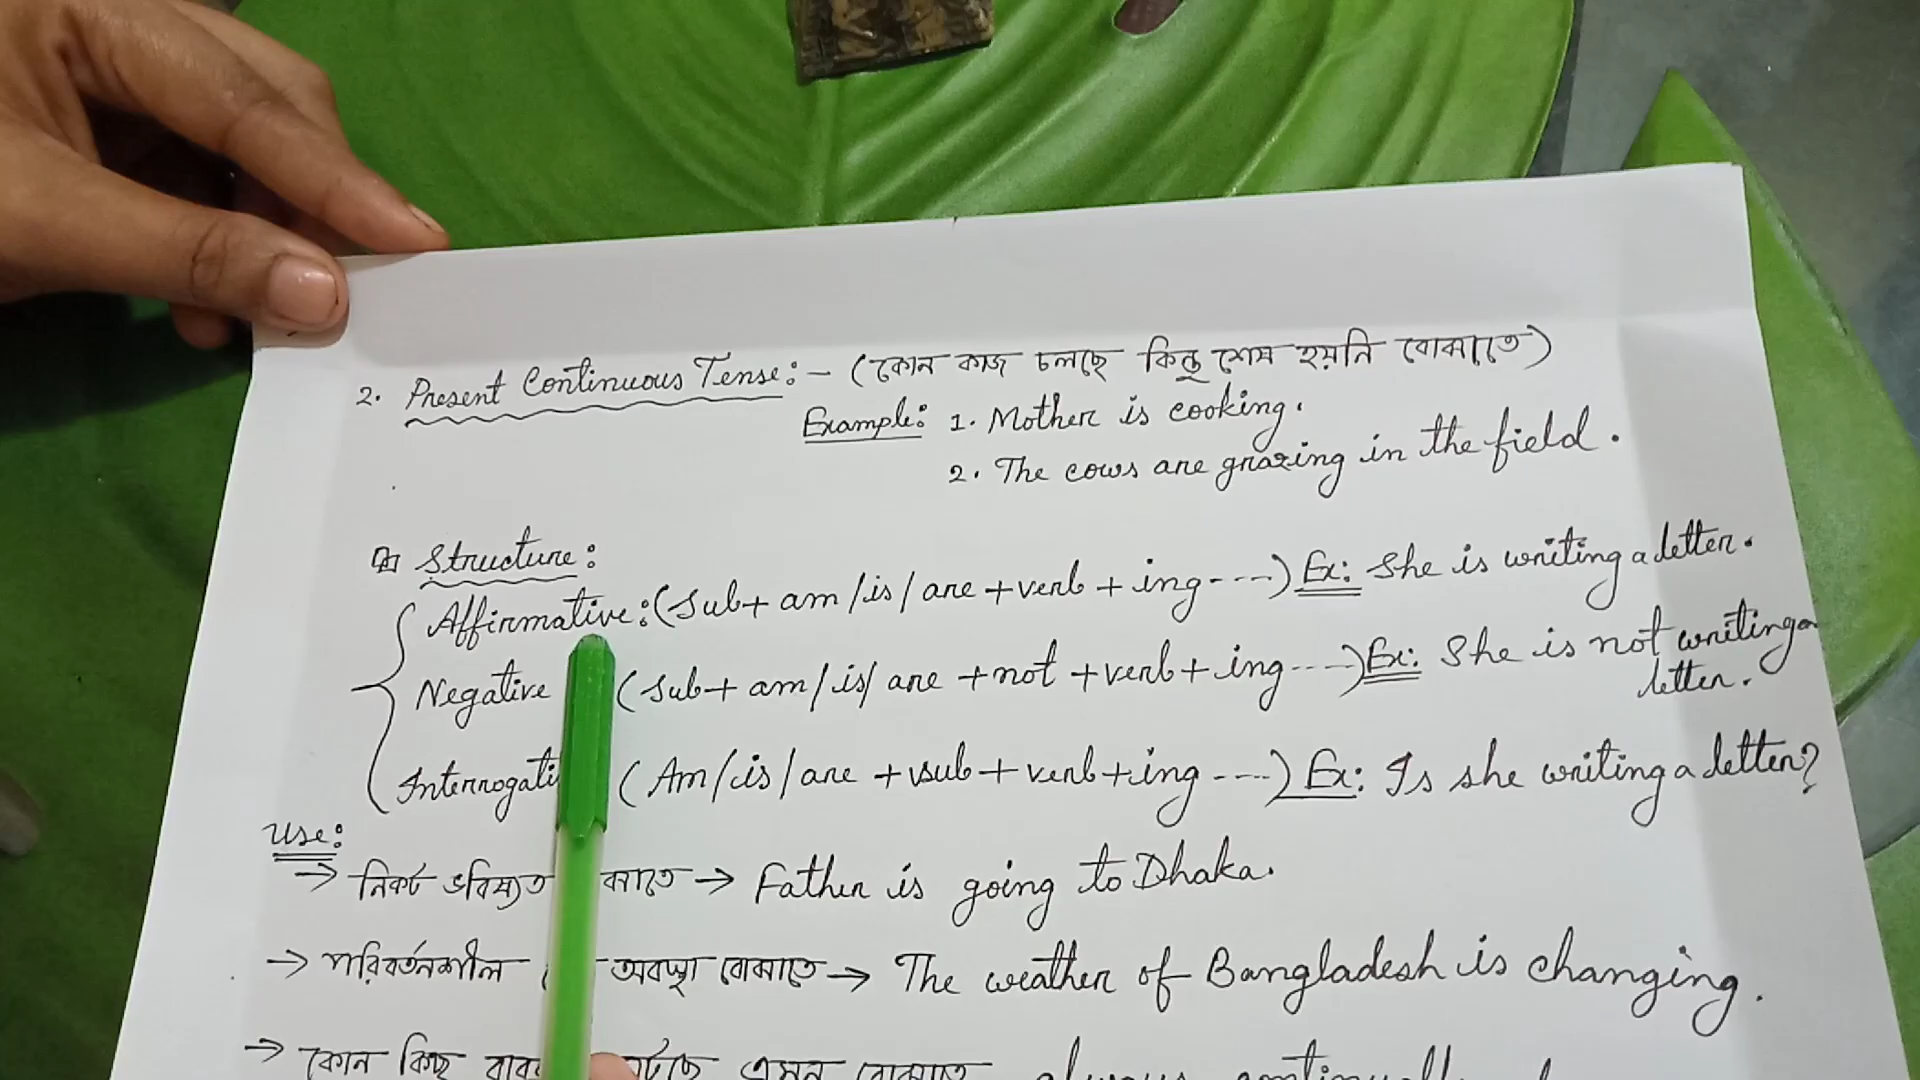 2. Present Continuous Tense:- (কোন কাজ চলছে কিন্তু শেষ হয়নি বোঝাতে)
Example: 1. Mother is cooking.
2. The cows are grazing in the field.
Structure:
Affirmative: (Sub+ am/is/are +verb + ing----) Ex: She is writing a letter.
Negative (Sub+ am/is/are +not +verb+ing----) Ex: She is not writing a
letter.
Interrogati (Am/is/are +sub+verb+ing----) Ex: Is she writing a letter?
Use:
→ নিকট ভবিষ্যত → Father is going to Dhaka.
→ পরিবর্তনশীল অবস্থা বোঝাতে → The weather of Bangladesh is changing.
→ কোন কিছু এমন বোঝাতে always continually